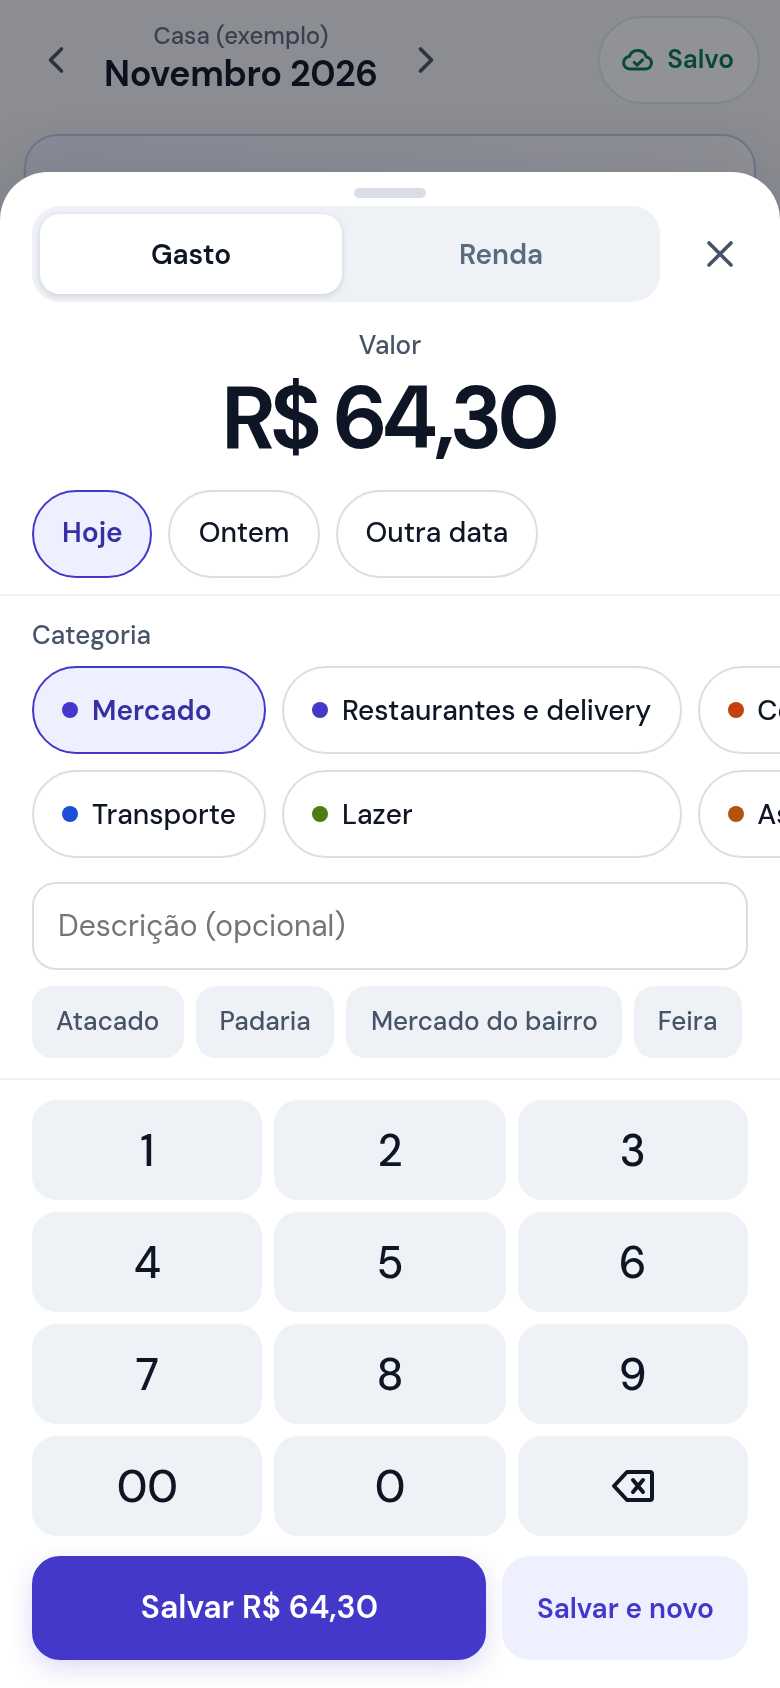 Casa (exemplo)
Novembro 2026
Salvo
Gasto
Renda
Valor
R$ 64,30
Hoje
Ontem
Outra data
Categoria
Mercado
Restaurantes e delivery
Transporte
Lazer
Descrição (opcional)
Atacado
Padaria
Mercado do bairro
Feira
1
2
3
4
5
6
7
8
9
00
0
Salvar R$ 64,30
Salvar e novo